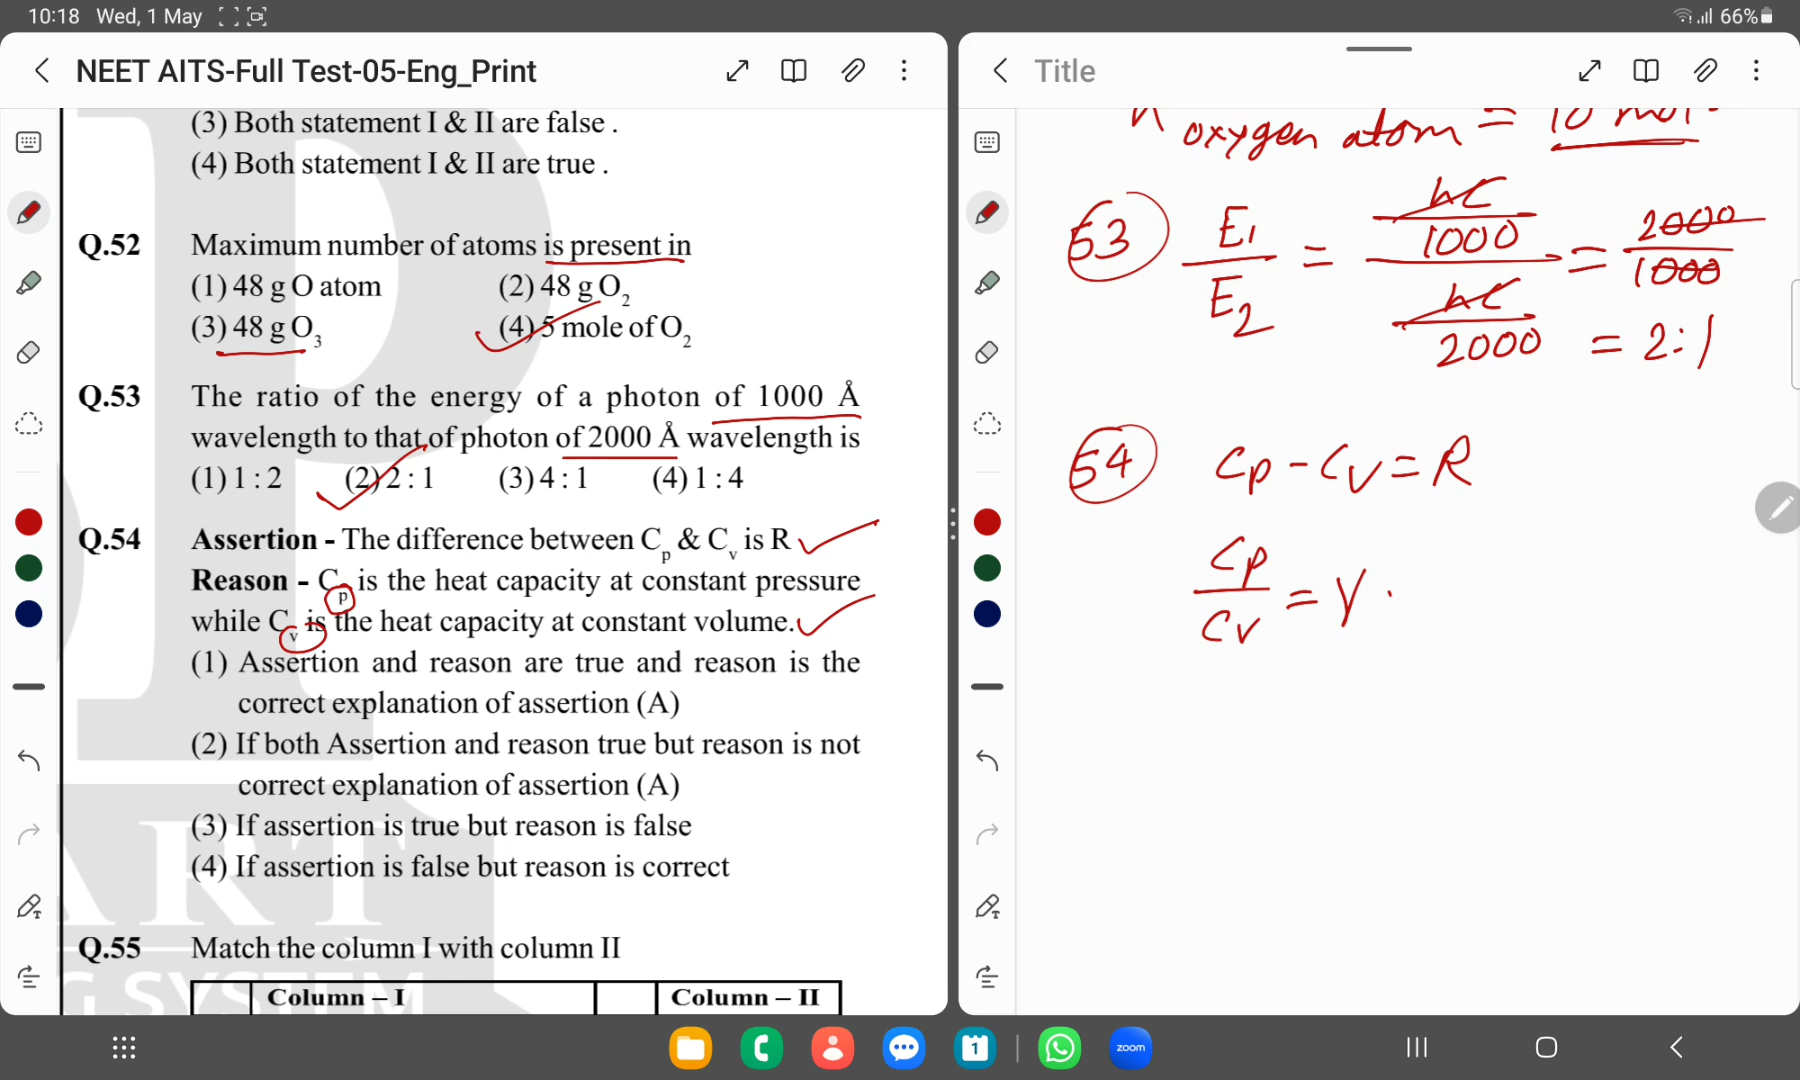 10:18 Wed, 1 May
66%
NEET AITS-Full Test-05-Eng_Print
(3) Both statement I & II are false .
(4) Both statement I & II are true .
Q.52 Maximum number of atoms is present in
(1) 48 g O atom (2) 48 g O₂
(3) 48 g O₃ (4) 5 mole of O₂
Q.53 The ratio of the energy of a photon of 1000 Å
wavelength to that of photon of 2000 Å wavelength is
(1) 1 : 2 (2) 2 : 1 (3) 4 : 1 (4) 1 : 4
Q.54 Assertion - The difference between Cp & Cv is R
Reason - Cp is the heat capacity at constant pressure
while Cv is the heat capacity at constant volume.
(1) Assertion and reason are true and reason is the
correct explanation of assertion (A)
(2) If both Assertion and reason true but reason is not
correct explanation of assertion (A)
(3) If assertion is true but reason is false
(4) If assertion is false but reason is correct
Q.55 Match the column I with column II
Column – I Column – II
ART
G SYSTEM
Title
n oxygen atom = 10 mol.
53 E₁/E₂ = (hc/1000)/(hc/2000) = 2000/1000
= 2:1
54 Cp - Cv = R
Cp/Cv = γ .
1
zoom